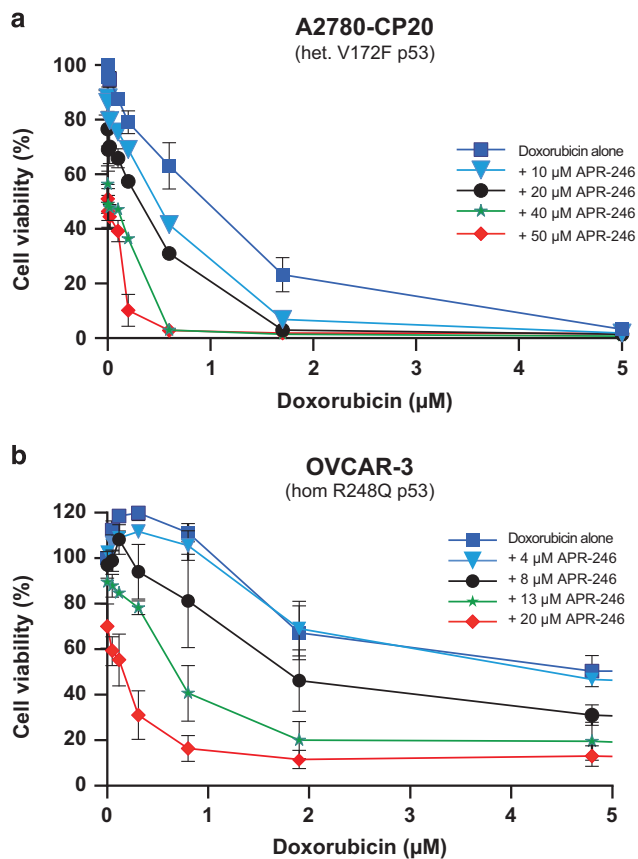 a
A2780-CP20
(het. V172F p53)
Cell viability (%)
100
80
60
40
20
0
0
1
2
3
4
5
Doxorubicin (µM)
Doxorubicin alone
+ 10 µM APR-246
+ 20 µM APR-246
+ 40 µM APR-246
+ 50 µM APR-246
b
OVCAR-3
(hom R248Q p53)
Cell viability (%)
120
100
80
60
40
20
0
0
1
2
3
4
5
Doxorubicin (µM)
Doxorubicin alone
+ 4 µM APR-246
+ 8 µM APR-246
+ 13 µM APR-246
+ 20 µM APR-246